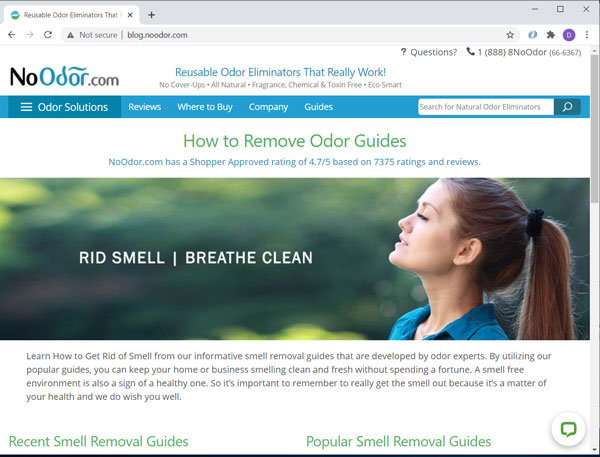 Reusable Odor Eliminators That
Not secure | blog.noodor.com
D
? Questions? 1 (888) 8NoOdor (66-6367)
NoOdor.com
Reusable Odor Eliminators That Really Work!
No Cover-Ups • All Natural • Fragrance, Chemical & Toxin Free • Eco-Smart
Odor Solutions Reviews Where to Buy Company Guides Search for Natural Odor Eliminators
How to Remove Odor Guides
NoOdor.com has a Shopper Approved rating of 4.7/5 based on 7375 ratings and reviews.
RID SMELL | BREATHE CLEAN
Learn How to Get Rid of Smell from our informative smell removal guides that are developed by odor experts. By utilizing our
popular guides, you can keep your home or business smelling clean and fresh without spending a fortune. A smell free
environment is also a sign of a healthy one. So it's important to remember to really get the smell out because it's a matter of
your health and we do wish you well.
Recent Smell Removal Guides Popular Smell Removal Guides